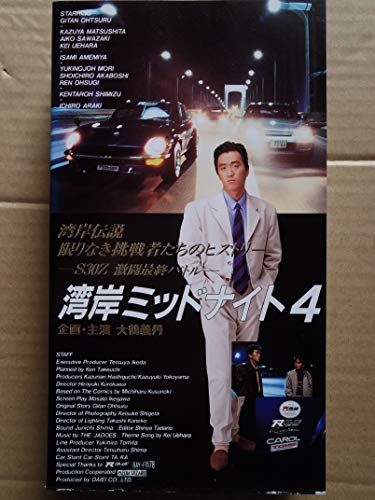 STARRING
GITAN OHTSURU
KAZUYA MATSUSHITA
AIKO SAWAZAKI
KEI UEHARA
ISAMI AMEMIYA
YUKINOJOH MORI
SHOICHIRO AKABOSHI
REN OHSUGI
KENTAROH SHIMIZU
ICHIRO ARAKI
湾岸伝説
限りなき挑戦者たちのヒストリー
—S30Z 激闘最終バトル—
湾岸ミッドナイト4
企画・主演 大鶴義丹
STAFF
Executive Producer Tetsuya Ikeda
Planned by Ken Takeuchi
Producers Kazunari Hashiguchi/Kazuyuki Yokoyama
Director Hiroyuki Kurokawa
Based on The Comics by Michiharu Kusunoki
Screen Play Masato Ikegawa
Original Story Gitan Ohtsuru
Director of Photography Keisuke Shigeta
Director of Lighting Takashi Kaneko
Sound Junichi Shima Editor Shinya Tadano
Music by THE JADOES Theme Song by Kei Uehara
Line Producer Yukihiro Tomita
Assistant Director Tetsuharu Shima
Car Stant Car Stant TA.KA
Special Thanks to
Production Cooperated
Produced by DAIEI CO., LTD.
CAROL